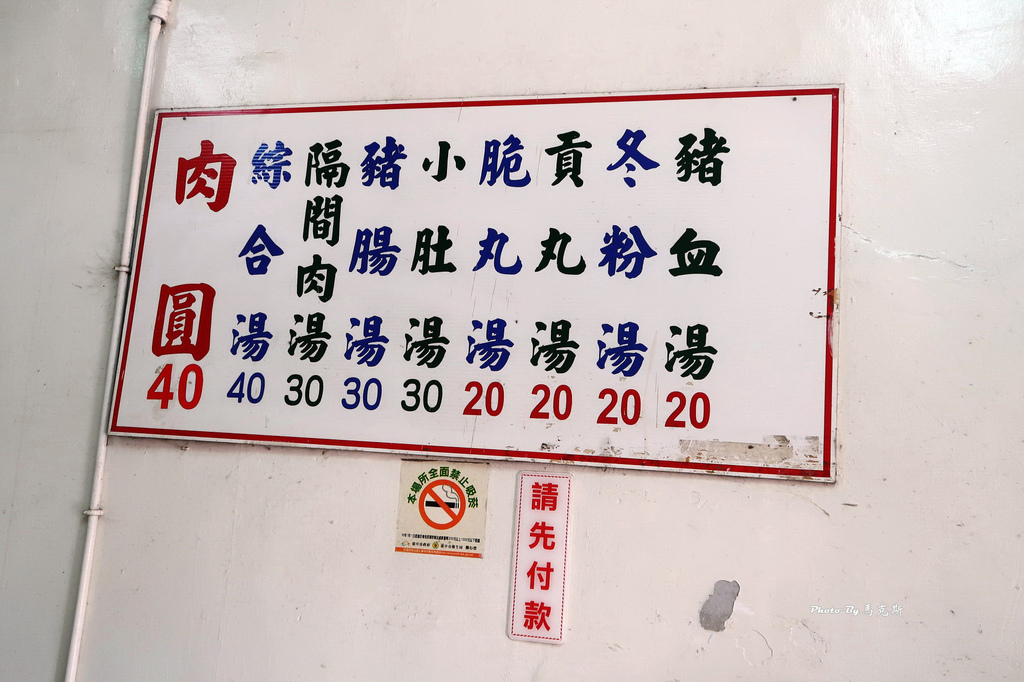 肉圓 40
綜合湯 40
隔間肉湯 30
豬腸湯 30
小肚湯 30
脆丸湯 20
貢丸湯 20
冬粉湯 20
豬血湯 20
本場所全面禁止吸菸
請先付款
Photo By 馬克斯